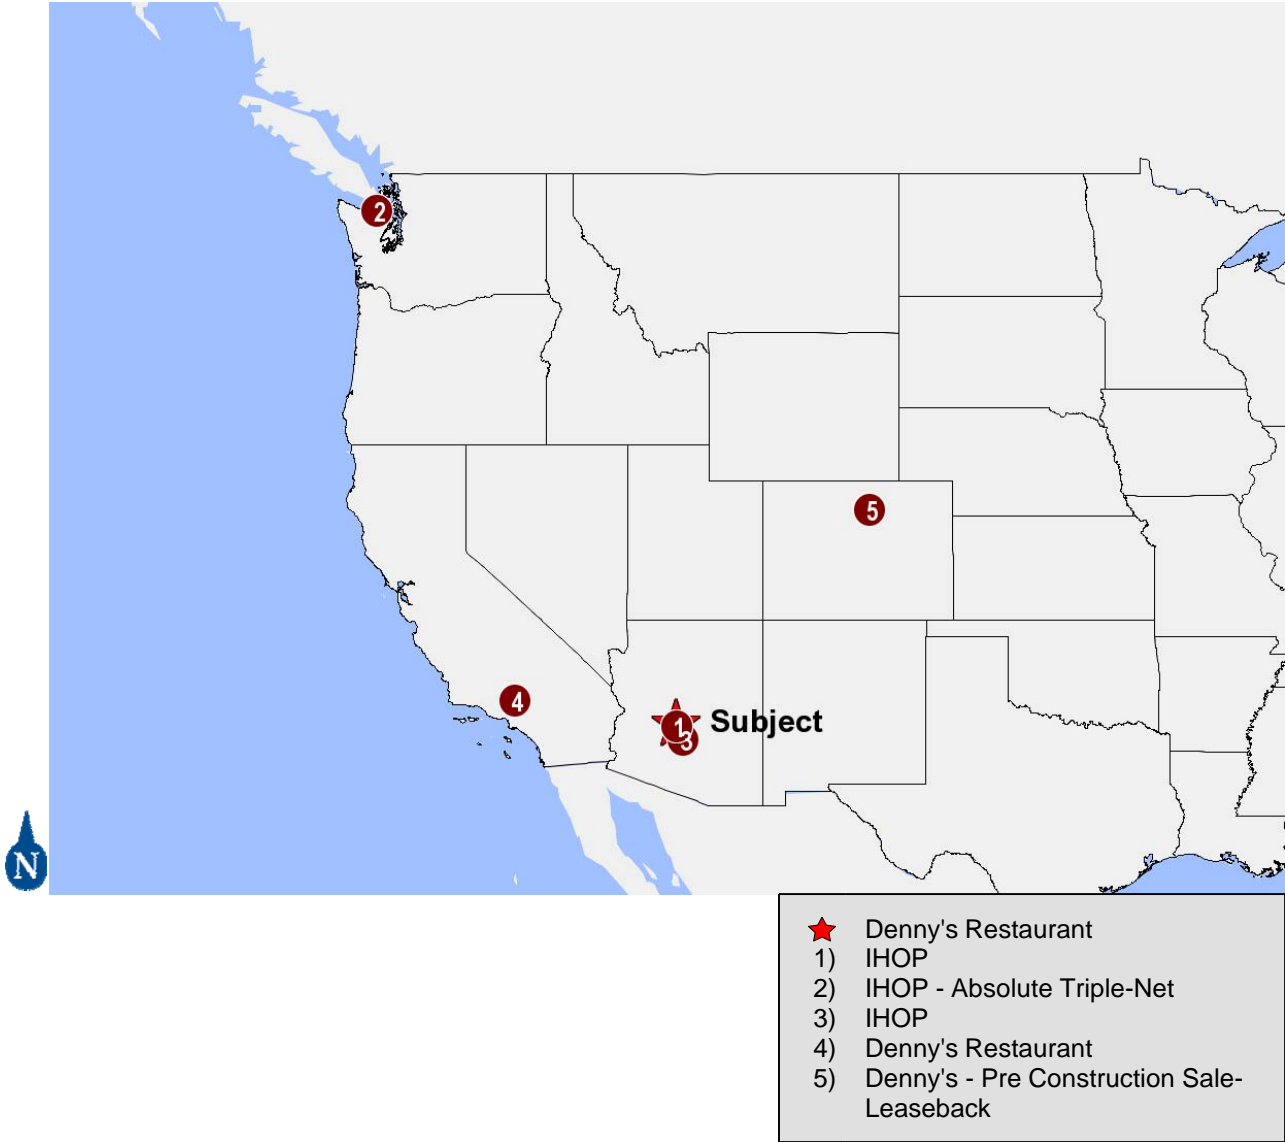 2
5
4
1 Subject
3
N
Denny's Restaurant
1) IHOP
2) IHOP - Absolute Triple-Net
3) IHOP
4) Denny's Restaurant
5) Denny's - Pre Construction Sale-
Leaseback